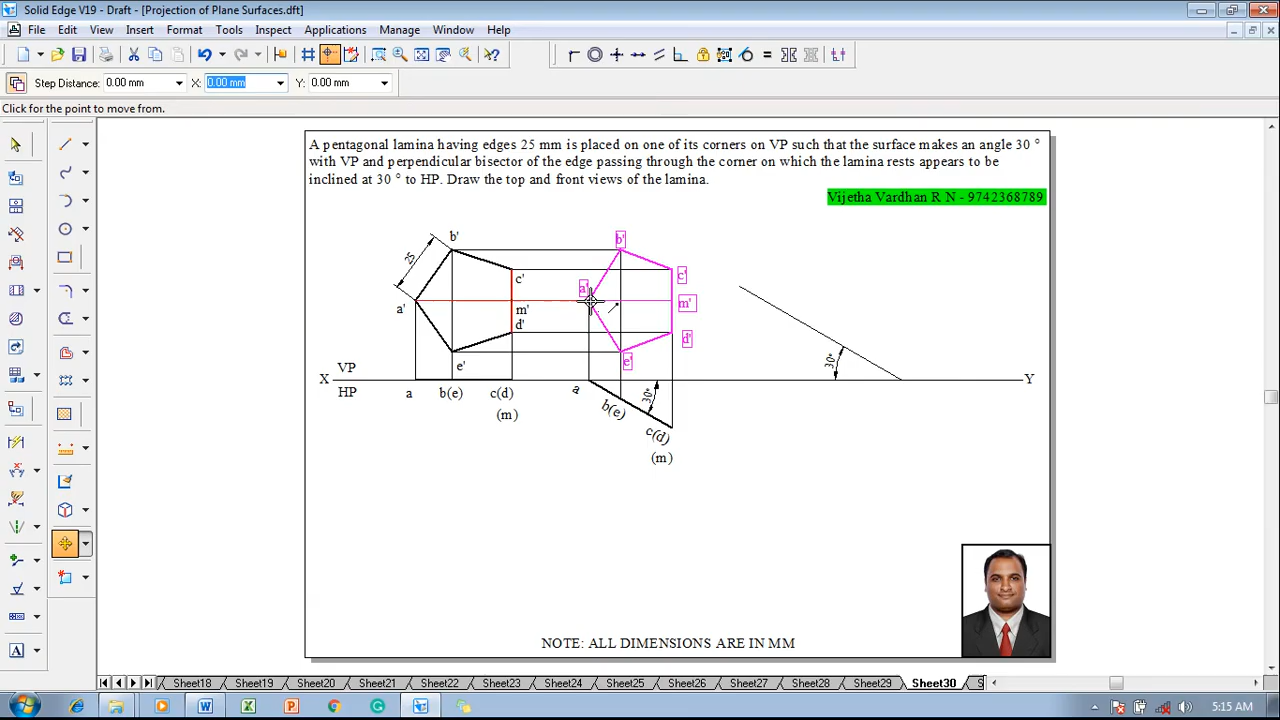 Solid Edge V19 - Draft - [Projection of Plane Surfaces.dft]
File Edit View Insert Format Tools Inspect Applications Manage Window Help
Step Distance: 0.00 mm X: 0.00 mm Y: 0.00 mm
Click for the point to move from.
A pentagonal lamina having edges 25 mm is placed on one of its corners on VP such that the surface makes an angle 30 °
with VP and perpendicular bisector of the edge passing through the corner on which the lamina rests appears to be
inclined at 30 ° to HP. Draw the top and front views of the lamina.
Vijetha Vardhan R N - 9742368789
b' b'
25
c' c'
a'
a' m' m'
d' d'
e' e'
30°
VP
X Y
HP
a b(e) c(d) a b(e) 30°
(m) c(d)
(m)
NOTE: ALL DIMENSIONS ARE IN MM
Sheet18 Sheet19 Sheet20 Sheet21 Sheet22 Sheet23 Sheet24 Sheet25 Sheet26 Sheet27 Sheet28 Sheet29 Sheet30 S
5:15 AM